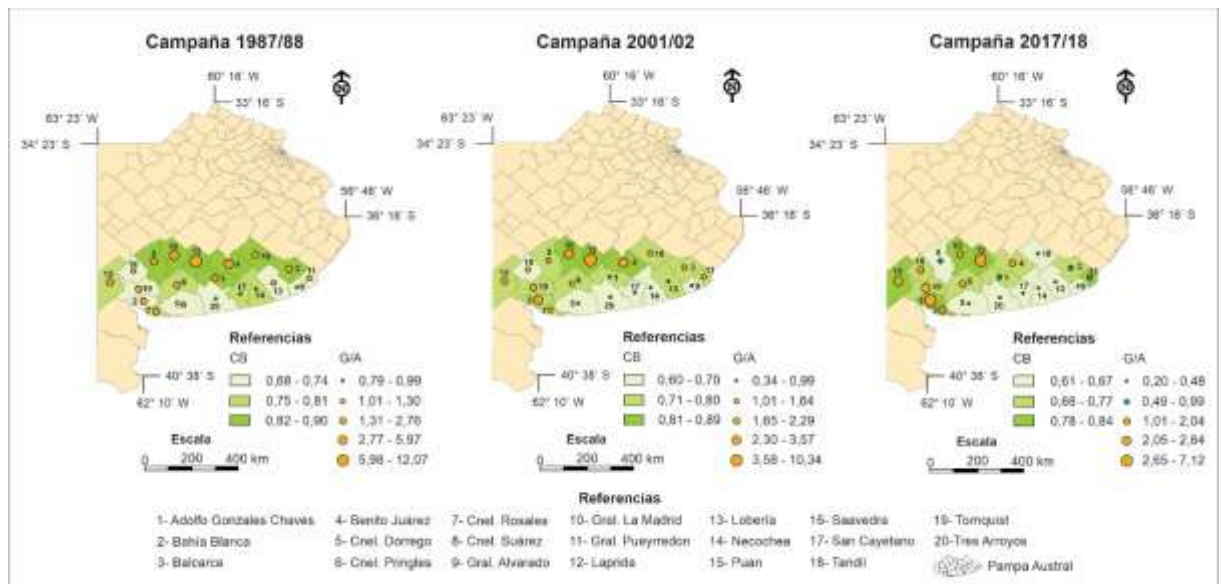 Campaña 1987/88
Campaña 2001/02
Campaña 2017/18
60° 16´ W
33° 16´ S
63° 23´ W
34° 23´ S
56° 46´ W
36° 18´ S
40° 38´ S
62° 10´ W
Referencias
CB G/A
0,68 - 0,74 0,79 - 0,99
0,75 - 0,81 1,01 - 1,30
0,82 - 0,90 1,31 - 2,76
2,77 - 5,97
5,98 - 12,07
Escala
0 200 400 km
60° 16´ W
33° 16´ S
63° 23´ W
34° 23´ S
98° 46´ W
36° 18´ S
40° 38´ S
62° 10´ W
Referencias
CB G/A
0,60 - 0,70 0,34 - 0,99
0,71 - 0,80 1,01 - 1,64
0,81 - 0,89 1,65 - 2,29
2,30 - 3,57
3,58 - 10,34
Escala
0 200 400 km
60° 16´ W
33° 16´ S
63° 23´ W
34° 23´ S
98° 46´ W
36° 18´ S
40° 38´ S
62° 10´ W
Referencias
CB G/A
0,61 - 0,67 0,20 - 0,48
0,68 - 0,77 0,49 - 0,99
0,78 - 0,84 1,01 - 2,04
2,05 - 2,64
2,65 - 7,12
Escala
0 200 400 km
Referencias
1- Adolfo Gonzales Chaves 4- Benito Juárez 7- Cnel. Rosales 10- Gral. La Madrid 13- Lobería 16- Saavedra 19- Tornquist
2- Bahía Blanca 5- Cnel. Dorrego 8- Cnel. Suárez 11- Gral. Pueyrredon 14- Necochea 17- San Cayetano 20-Tres Arroyos
3- Balcarce 6- Cnel. Pringles 9- Gral. Alvarado 12- Laprida 15- Puan 18- Tandil Pampa Austral